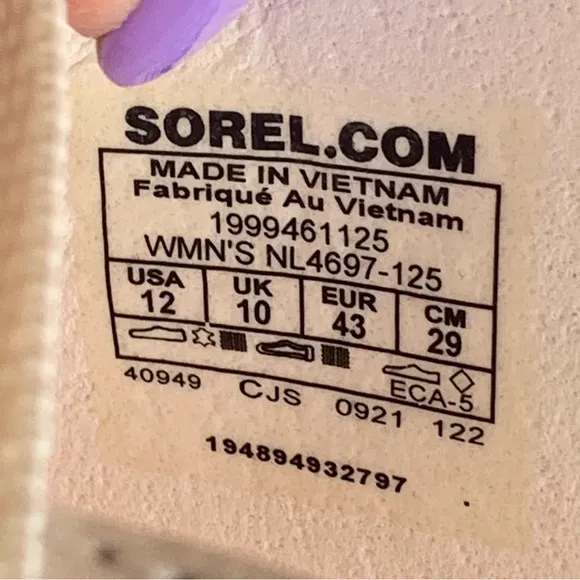 SOREL.COM
MADE IN VIETNAM
Fabriqué Au Vietnam
1999461125
WMN'S NL4697-125
USA UK EUR CM
12 10 43 29
ECA-5
40949 CJS 0921 122
194894932797